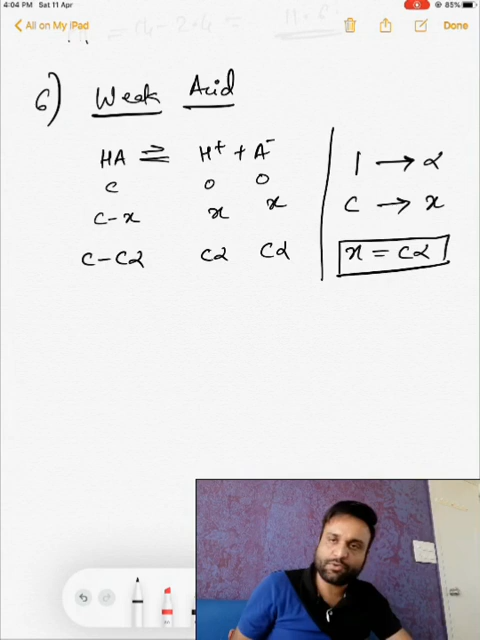 4:04 PM Sat 11 Apr 85%
All on My iPad Done
6) Weak Acid
HA ⇌ H⁺ + A⁻
c 0 0
c-x x x
c-cα cα cα
1 → α
c → x
x = cα